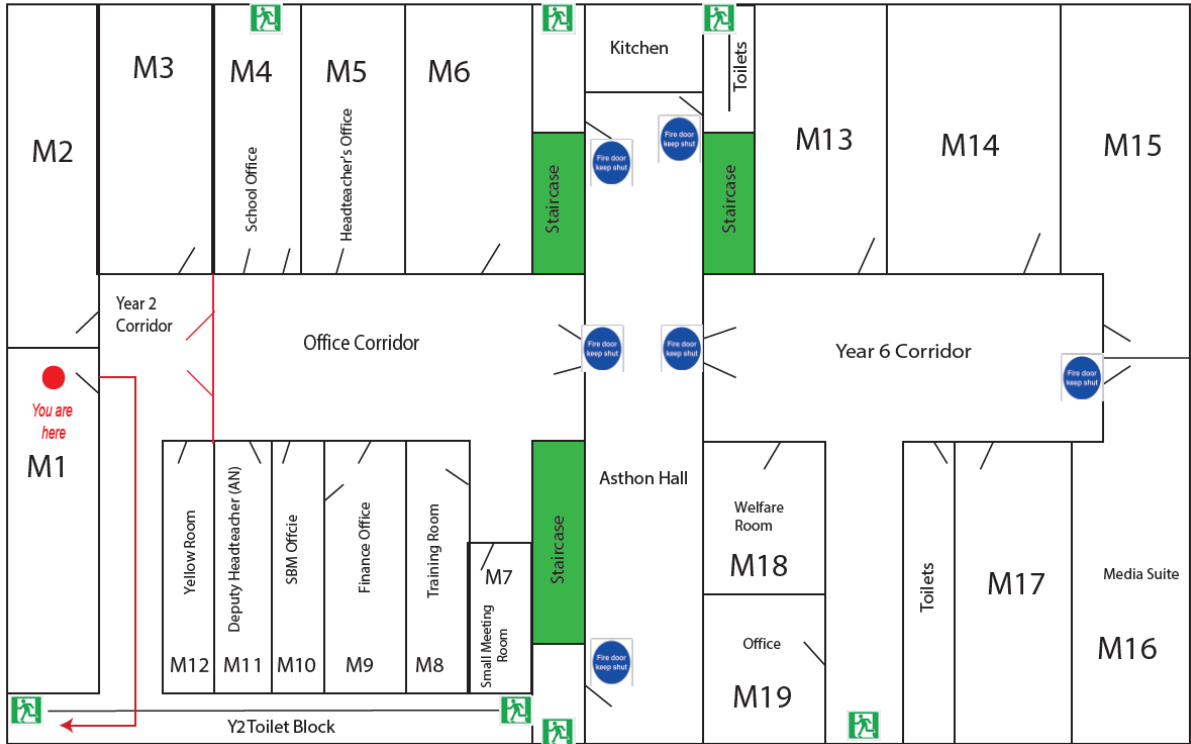 Kitchen
Toilets
M3
M4
M5
M6
M2
M13
M14
M15
School Office
Headteacher's Office
Fire door
keep shut
Fire door
keep shut
Staircase
Staircase
Year 2
Corridor
Office Corridor
Fire door
keep shut
Fire door
keep shut
Year 6 Corridor
Fire door
keep shut
You are
here
M1
Asthon Hall
Yellow Room
Deputy Headteacher (AN)
SBM Offcie
Finance Office
Training Room
M12
M11
M10
M9
M8
M7
Small Meeting
Room
Staircase
Fire door
keep shut
Welfare
Room
M18
Office
M19
Toilets
M17
Media Suite
M16
Y2Toilet Block